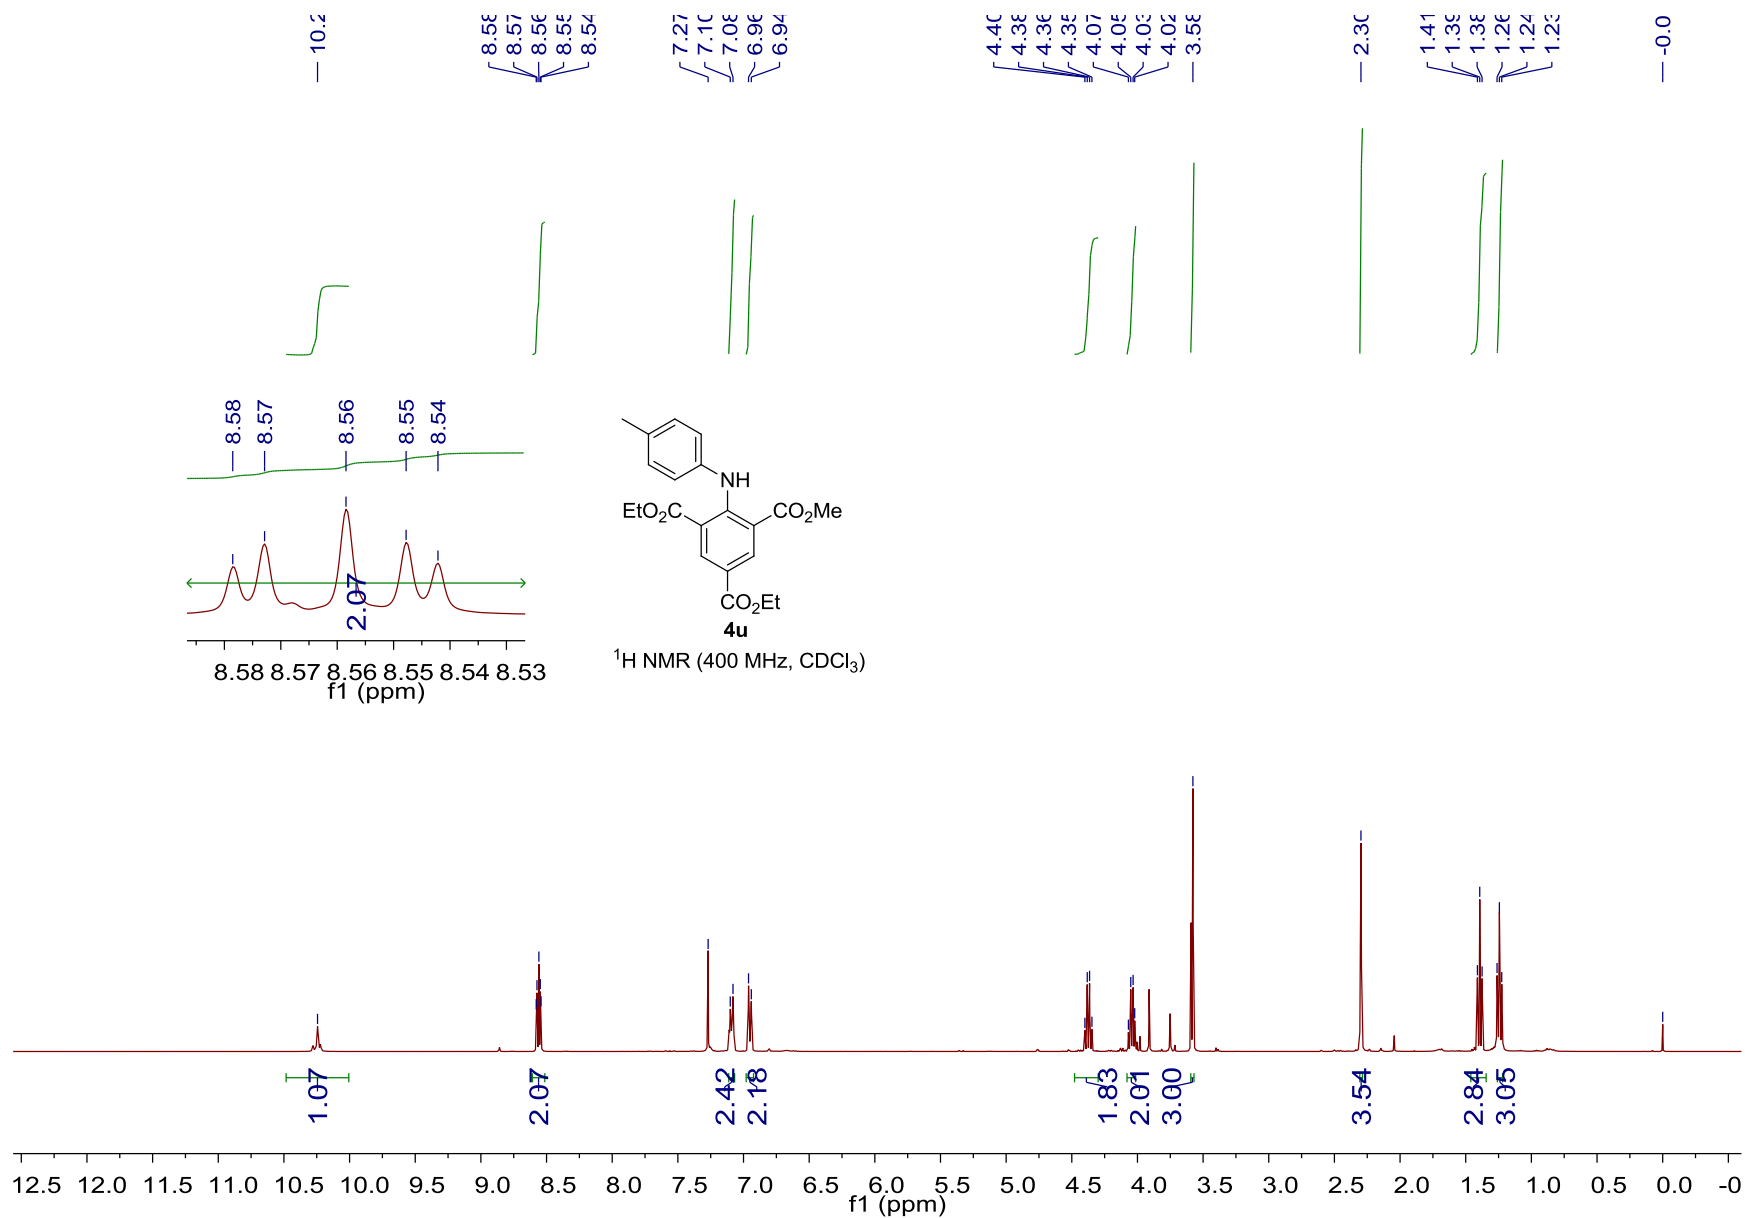 10.2 8.58 8.57 8.56 8.55 8.54 7.27 7.10 7.08 6.96 6.94 4.40 4.38 4.36 4.35 4.07 4.05 4.03 4.02 3.58 2.30 1.41 1.39 1.38 1.26 1.24 1.23 -0.0
8.58 8.57 8.56 8.55 8.54
2.07
8.58 8.57 8.56 8.55 8.54 8.53
f1 (ppm)
NH
EtO2C CO2Me
CO2Et
4u
1H NMR (400 MHz, CDCl3)
1.07 2.07 2.42 2.18 1.83 2.01 3.00 3.54 2.84 3.05
12.5 12.0 11.5 11.0 10.5 10.0 9.5 9.0 8.5 8.0 7.5 7.0 6.5 6.0 5.5 5.0 4.5 4.0 3.5 3.0 2.5 2.0 1.5 1.0 0.5 0.0 -0
f1 (ppm)